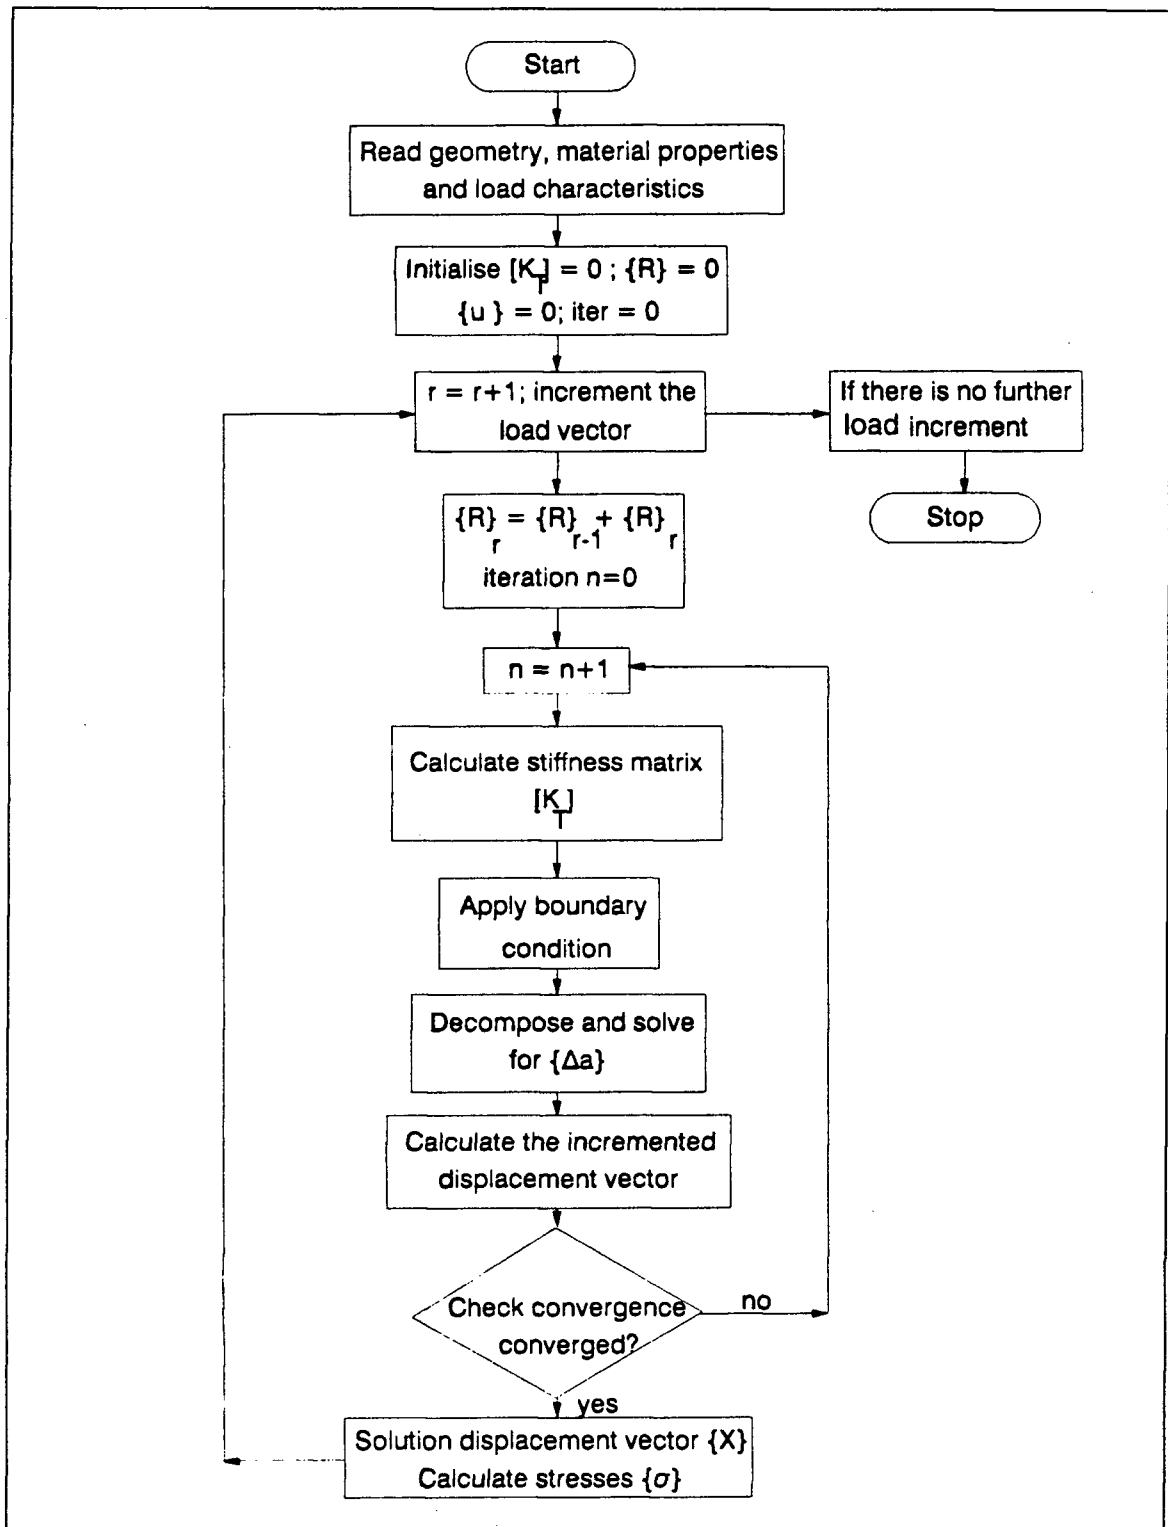 Start
Read geometry, material properties
and load characteristics
Initialise [K_T] = 0 ; {R} = 0
{u } = 0; iter = 0
r = r+1; increment the
load vector
If there is no further
load increment
Stop
{R}_r = {R}_r-1 + {R}_r
iteration n=0
n = n+1
Calculate stiffness matrix
[K_T]
Apply boundary
condition
Decompose and solve
for {Δa}
Calculate the incremented
displacement vector
Check convergence
converged?
no
yes
Solution displacement vector {X}
Calculate stresses {σ}